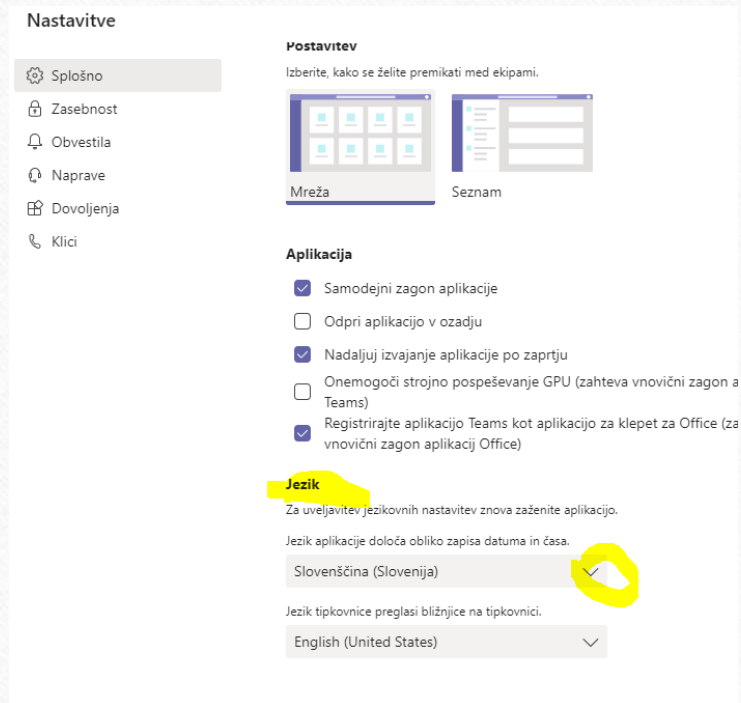 Nastavitve
Splošno
Zasebnost
Obvestila
Naprave
Dovoljenja
Klici
Postavitev
Izberite, kako se želite premikati med ekipami.
Mreža
Seznam
Aplikacija
Samodejni zagon aplikacije
Odpri aplikacijo v ozadju
Nadaljuj izvajanje aplikacije po zaprtju
Onemogoči strojno pospeševanje GPU (zahteva vnovični zagon a
Teams)
Registrirajte aplikacijo Teams kot aplikacijo za klepet za Office (za
vnovični zagon aplikacij Office)
Jezik
Za uveljavitev jezikovnih nastavitev znova zaženite aplikacijo.
Jezik aplikacije določa obliko zapisa datuma in časa.
Slovenščina (Slovenija)
Jezik tipkovnice preglasi bližnjice na tipkovnici.
English (United States)